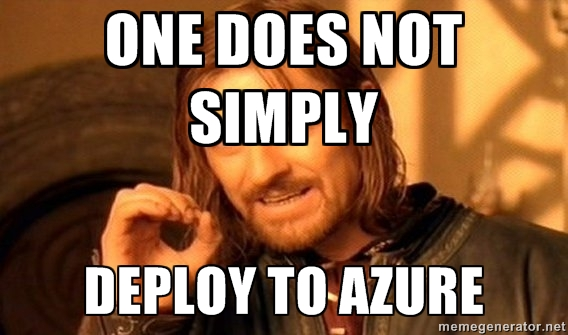 ONE DOES NOT
SIMPLY
DEPLOY TO AZURE
memegenerator.net